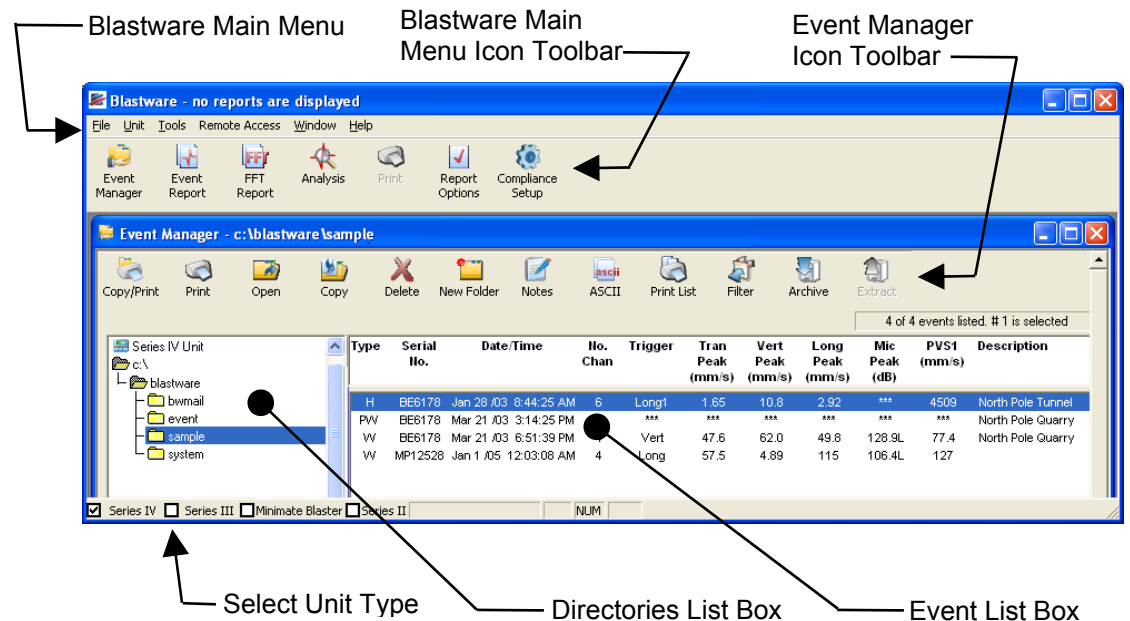 Blastware Main Menu
Blastware Main
Menu Icon Toolbar
Event Manager
Icon Toolbar
Blastware - no reports are displayed
File Unit Tools Remote Access Window Help
Event Manager
Event Report
FFT Report
Analysis
Print
Report Options
Compliance Setup
Event Manager - c:\blastware\sample
Copy/Print Print Open Copy Delete New Folder Notes ASCII Print List Filter Archive Extract
4 of 4 events listed. # 1 is selected
Series IV Unit
c:\
blastware
bwmail
event
sample
system
Type Serial No. Date/Time No. Chan Trigger Tran Peak (mm/s) Vert Peak (mm/s) Long Peak (mm/s) Mic Peak (dB) PVS1 (mm/s) Description
H BE6178 Jan 28 /03 8:44:25 AM 6 Long1 1.65 10.8 2.92 *** 4509 North Pole Tunnel
PW BE6178 Mar 21 /03 3:14:25 PM *** *** *** *** *** *** North Pole Quarry
W BE6178 Mar 21 /03 6:51:39 PM Vert 47.6 62.0 49.8 128.9L 77.4 North Pole Quarry
W MP12528 Jan 1 /05 12:03:08 AM 4 Long 57.5 4.89 115 106.4L 127
Series IV Series III Minimate Blaster Series II NUM
Select Unit Type
Directories List Box
Event List Box